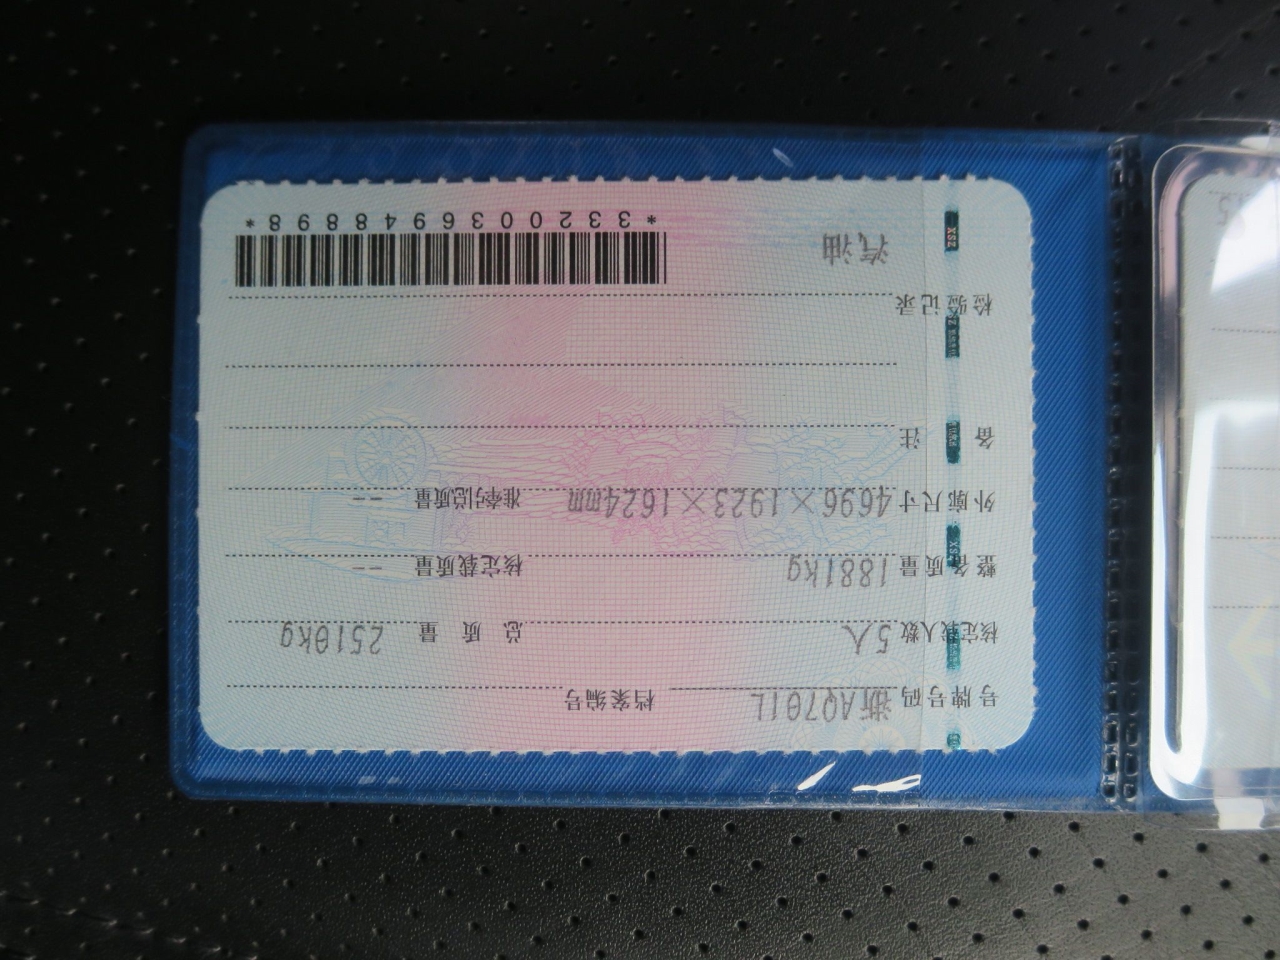 号牌号码 浙AQ701L 档案编号
核定载人数 5人 总质量 2510kg
整备质量 1881kg 核定载质量 --
外廓尺寸 4696×1923×1624mm 准牵引总质量 --
备注
检验记录
汽油
*3320036948898*